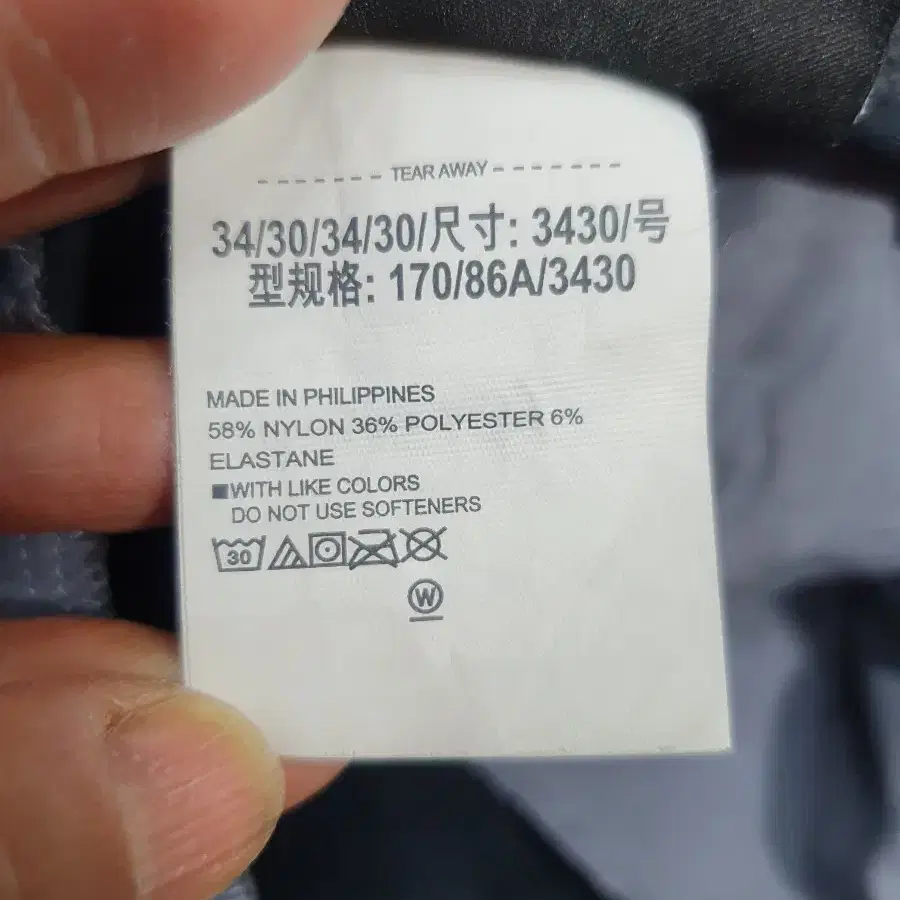 TEAR AWAY
34/30/34/30/尺寸: 3430/号
型规格: 170/86A/3430
MADE IN PHILIPPINES
58% NYLON 36% POLYESTER 6%
ELASTANE
WITH LIKE COLORS
DO NOT USE SOFTENERS
30
W